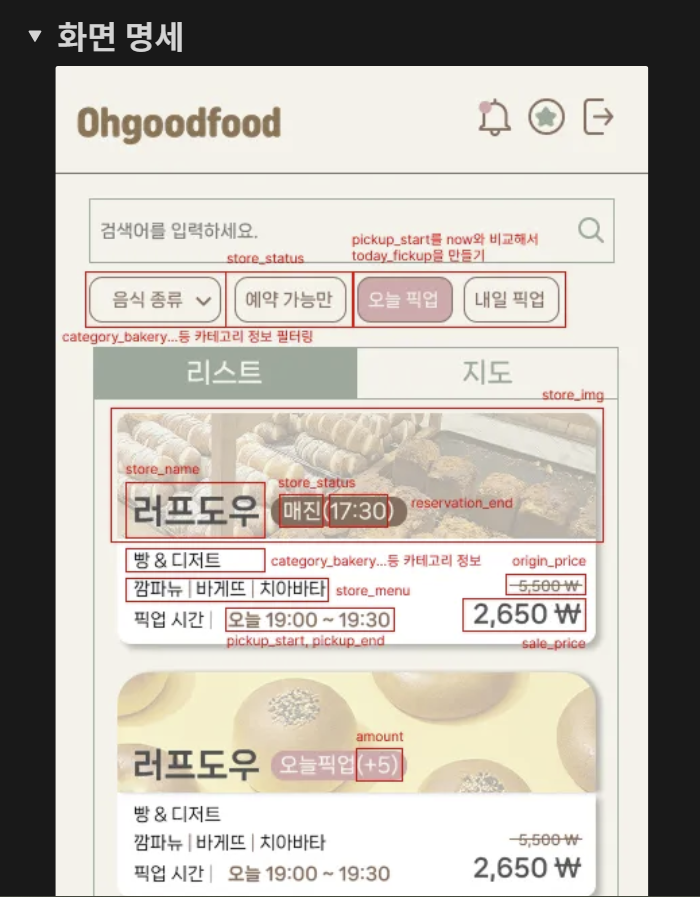 화면 명세
Ohgoodfood
검색어를 입력하세요.
pickup_start를 now와 비교해서
today_fickup을 만들기
store_status
음식 종류
예약 가능만
오늘 픽업
내일 픽업
category_bakery...등 카테고리 정보 필터링
리스트
지도
store_img
store_name
store_status
reservation_end
러프도우
매진(17:30)
빵 & 디저트
category_bakery...등 카테고리 정보
origin_price
깜파뉴 | 바게뜨 | 치아바타
store_menu
5,500 ₩
픽업 시간 | 오늘 19:00 ~ 19:30
2,650 ₩
pickup_start, pickup_end
sale_price
amount
러프도우
오늘픽업(+5)
빵 & 디저트
깜파뉴 | 바게뜨 | 치아바타
5,500 ₩
픽업 시간 | 오늘 19:00 ~ 19:30
2,650 ₩